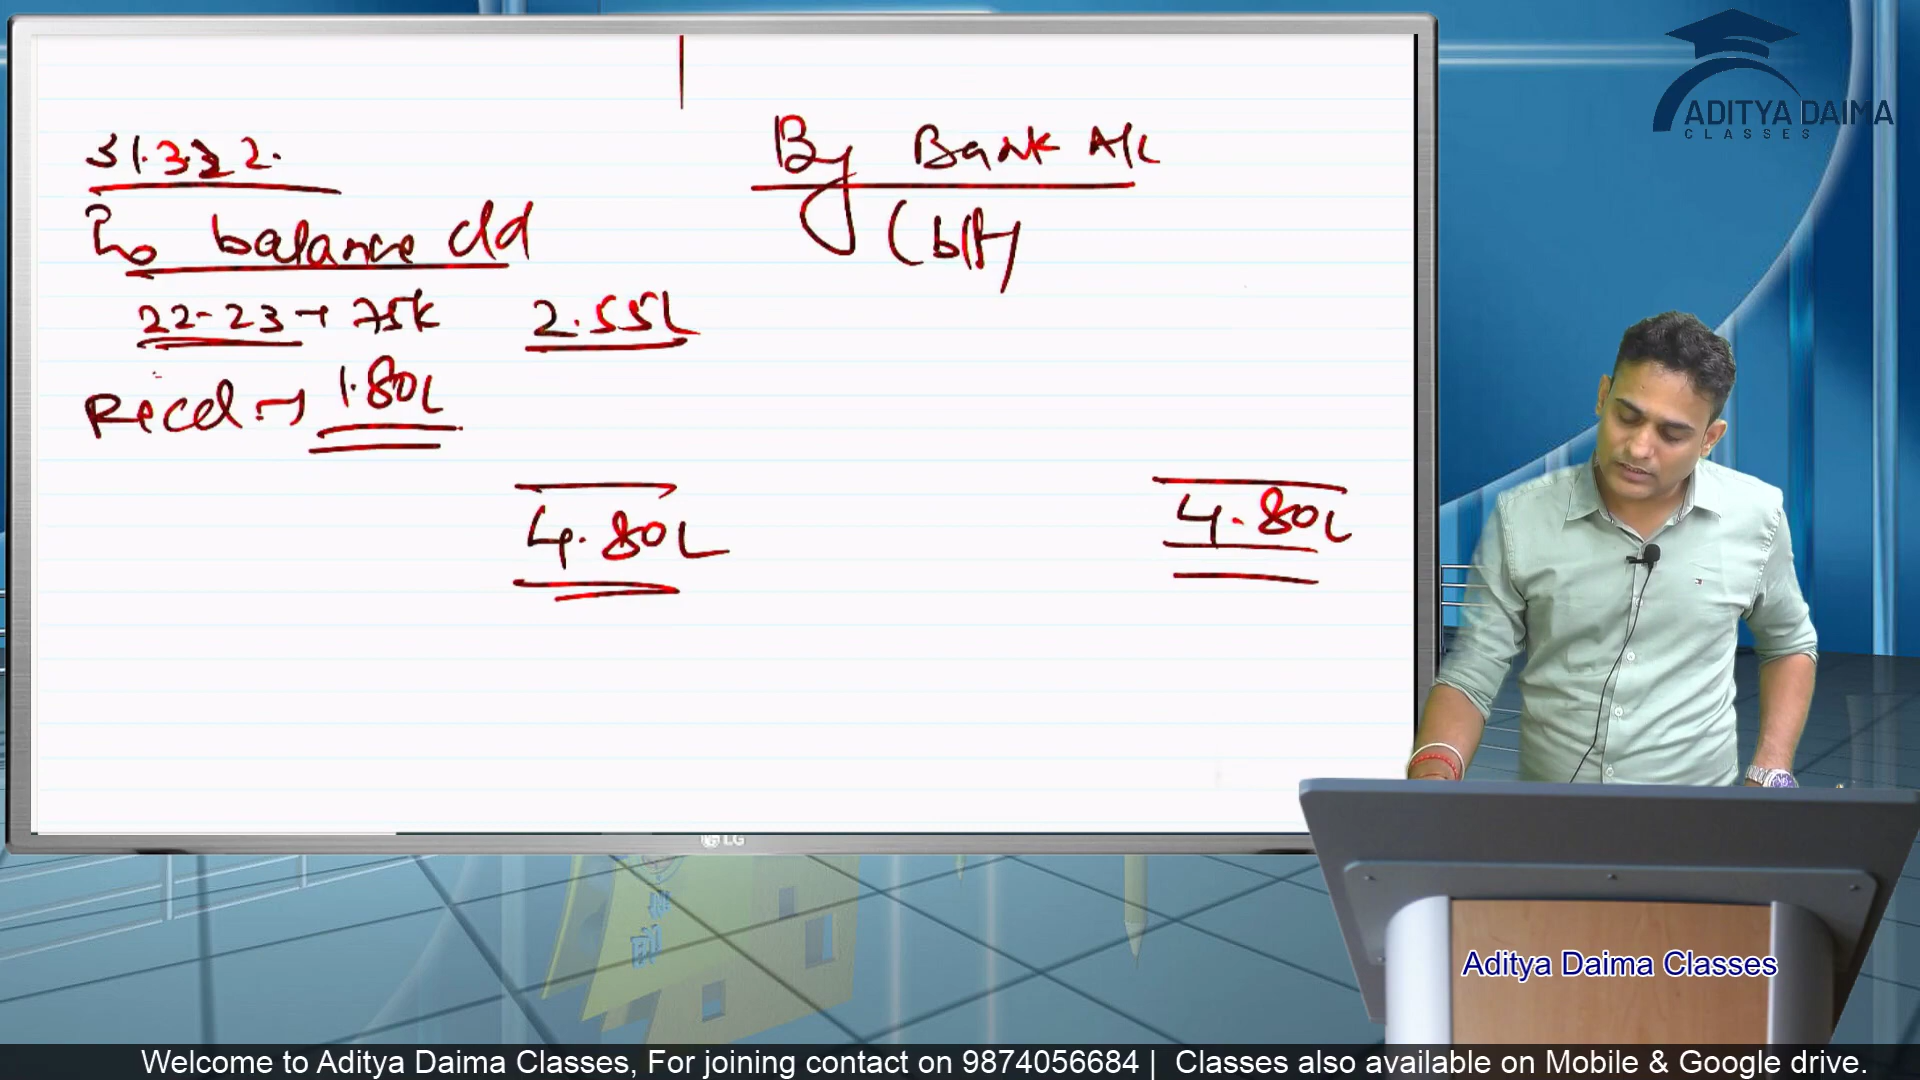 31.3.22.
To balance c/d
22-23 → 75k 2.55L
Recd. → 1.80L
4.80L
By Bank A/c
(b/f)
4.80L
ADITYA DAIMA
CLASSES
LG
Aditya Daima Classes
Welcome to Aditya Daima Classes, For joining contact on 9874056684 | Classes also available on Mobile & Google drive.